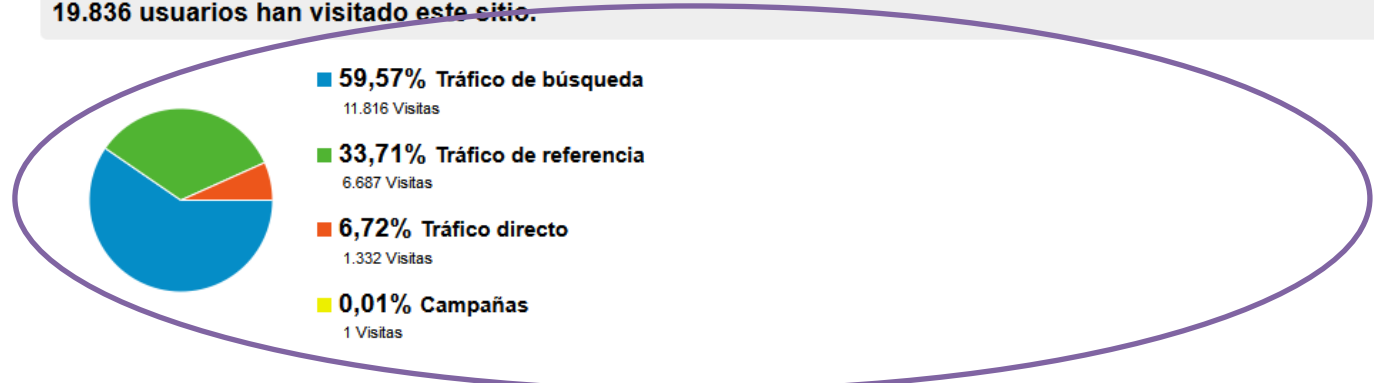 19.836 usuarios han visitado este sitio.
59,57% Tráfico de búsqueda
11.816 Visitas
33,71% Tráfico de referencia
6.687 Visitas
6,72% Tráfico directo
1.332 Visitas
0,01% Campañas
1 Visitas